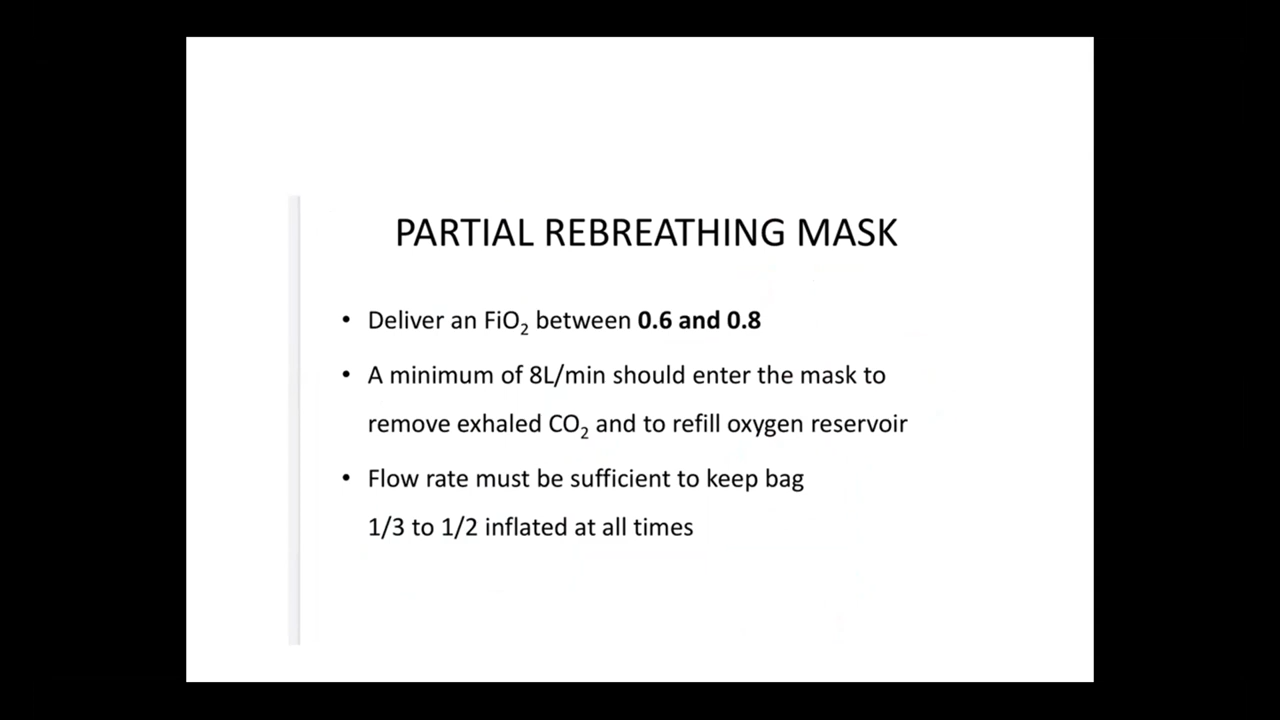 PARTIAL REBREATHING MASK
• Deliver an FiO₂ between 0.6 and 0.8
• A minimum of 8L/min should enter the mask to
remove exhaled CO₂ and to refill oxygen reservoir
• Flow rate must be sufficient to keep bag
1/3 to 1/2 inflated at all times